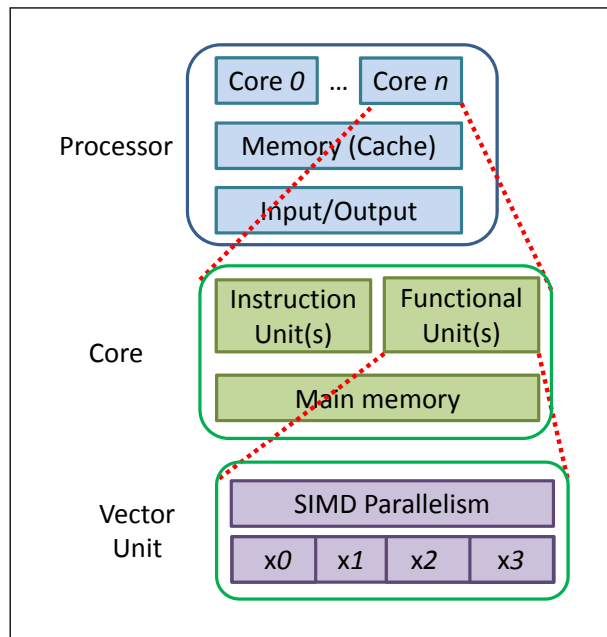 Core 0 ... Core n
Processor
Memory (Cache)
Input/Output
Instruction Unit(s)
Functional Unit(s)
Core
Main memory
Vector Unit
SIMD Parallelism
x0 x1 x2 x3